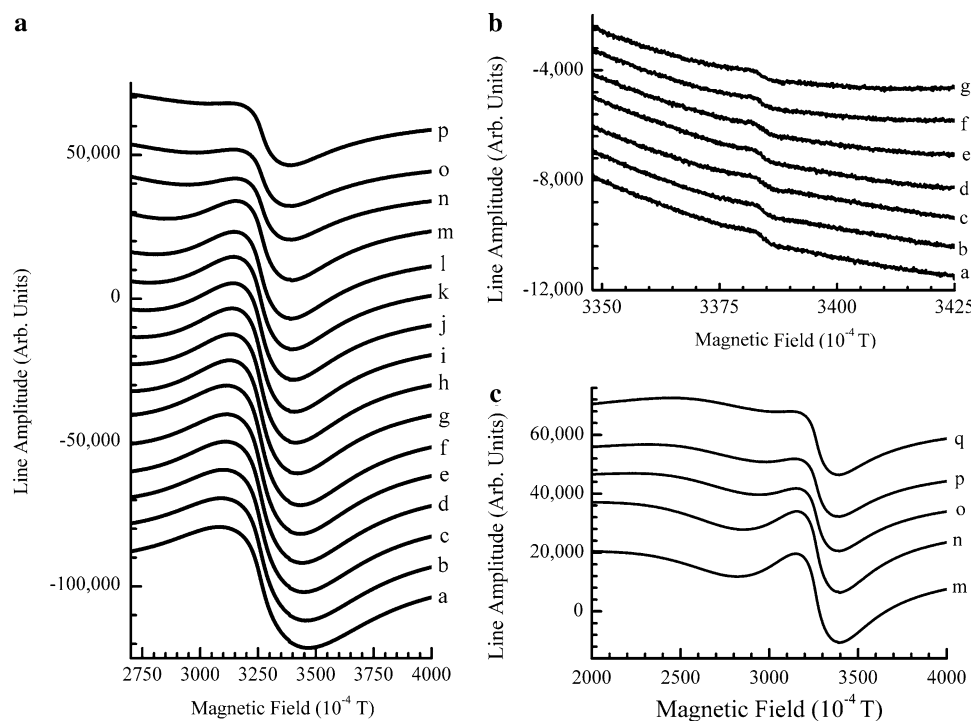 a
Line Amplitude (Arb. Units)
50,000
0
-50,000
-100,000
2750 3000 3250 3500 3750 4000
Magnetic Field (10⁻⁴ T)
p
o
n
m
l
k
j
i
h
g
f
e
d
c
b
a
b
Line Amplitude (Arb. Units)
-4,000
-8,000
-12,000
3350 3375 3400 3425
Magnetic Field (10⁻⁴ T)
g
f
e
d
c
b
a
c
Line Amplitude (Arb. Units)
60,000
40,000
20,000
0
2000 2500 3000 3500 4000
Magnetic Field (10⁻⁴ T)
q
p
o
n
m